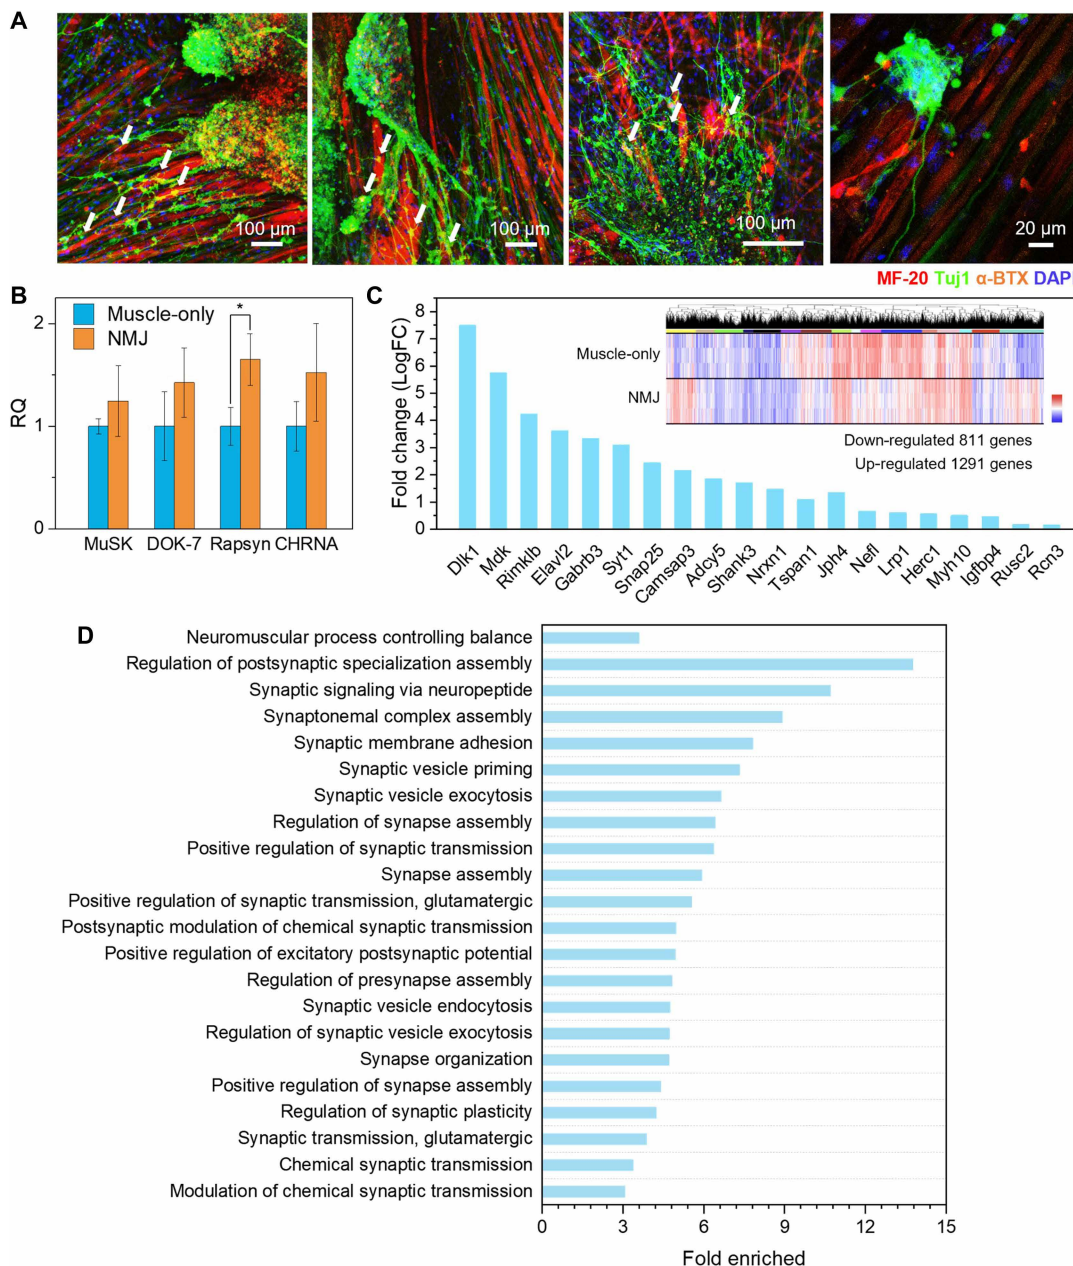 A
100 µm
100 µm
100 µm
20 µm
MF-20 Tuj1 α-BTX DAPI
B
Muscle-only
NMJ
*
RQ
2
1
0
MuSK DOK-7 Rapsyn CHRNA
C
Fold change (LogFC)
8
7
6
5
4
3
2
1
0
Muscle-only
NMJ
Down-regulated 811 genes
Up-regulated 1291 genes
Dlk1
Mdk
Rimklb
Elavl2
Gabrb3
Syt1
Snap25
Camsap3
Adcy5
Shank3
Nrxn1
Tspan1
Jph4
Nefl
Lrp1
Herc1
Myh10
Igfbp4
Rusc2
Rcn3
D
Neuromuscular process controlling balance
Regulation of postsynaptic specialization assembly
Synaptic signaling via neuropeptide
Synaptonemal complex assembly
Synaptic membrane adhesion
Synaptic vesicle priming
Synaptic vesicle exocytosis
Regulation of synapse assembly
Positive regulation of synaptic transmission
Synapse assembly
Positive regulation of synaptic transmission, glutamatergic
Postsynaptic modulation of chemical synaptic transmission
Positive regulation of excitatory postsynaptic potential
Regulation of presynapse assembly
Synaptic vesicle endocytosis
Regulation of synaptic vesicle exocytosis
Synapse organization
Positive regulation of synapse assembly
Regulation of synaptic plasticity
Synaptic transmission, glutamatergic
Chemical synaptic transmission
Modulation of chemical synaptic transmission
0 3 6 9 12 15
Fold enriched